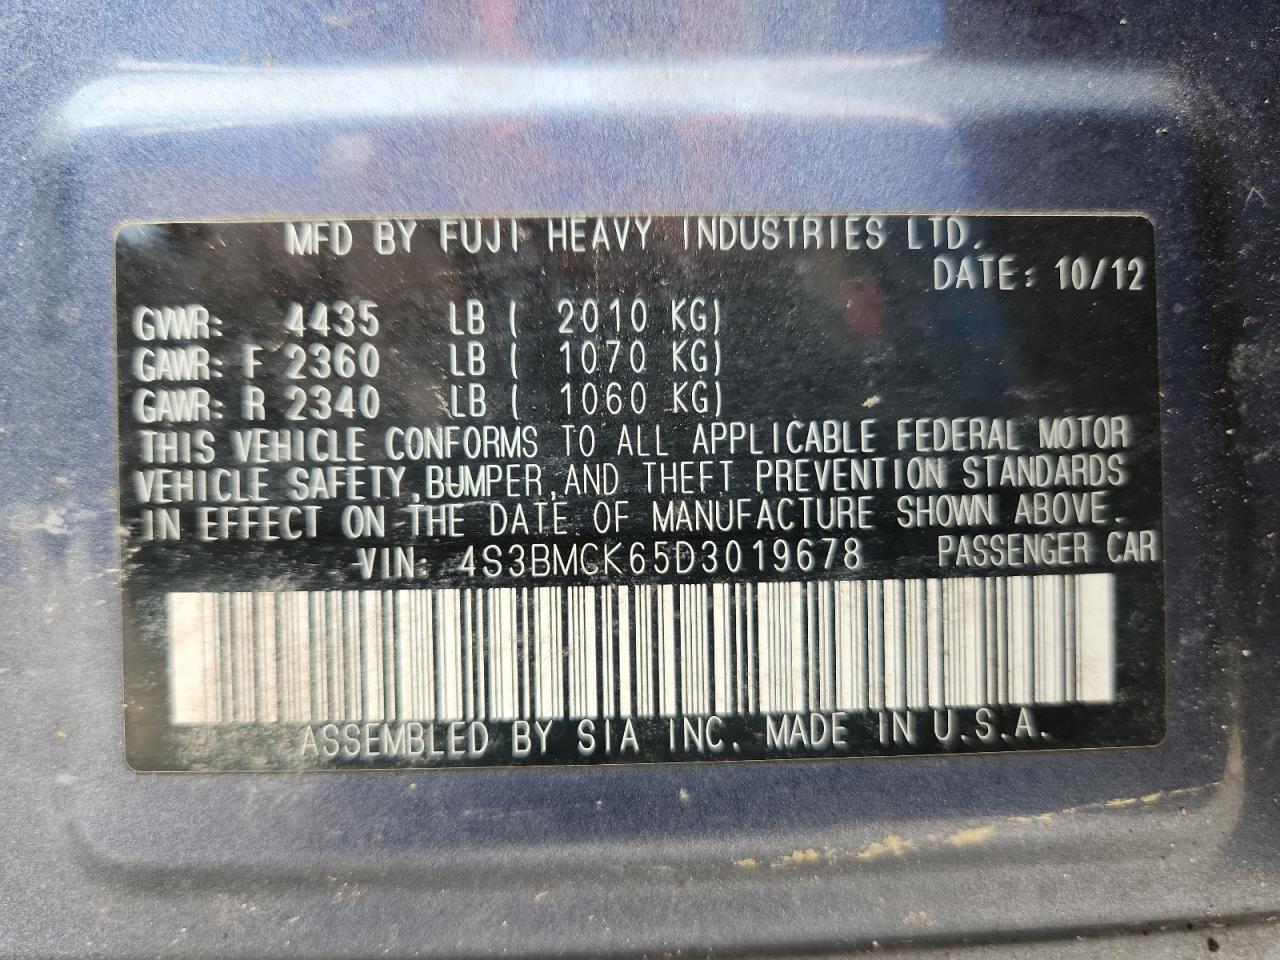 MFD BY FUJI HEAVY INDUSTRIES LTD.
DATE: 10/12
GVWR: 4435 LB ( 2010 KG)
GAWR: F 2360 LB ( 1070 KG)
GAWR: R 2340 LB ( 1060 KG)
THIS VEHICLE CONFORMS TO ALL APPLICABLE FEDERAL MOTOR
VEHICLE SAFETY,BUMPER,AND THEFT PREVENTION STANDARDS
IN EFFECT ON THE DATE OF MANUFACTURE SHOWN ABOVE.
VIN: 4S3BMCK65D3019678 PASSENGER CAR
ASSEMBLED BY SIA INC. MADE IN U.S.A.